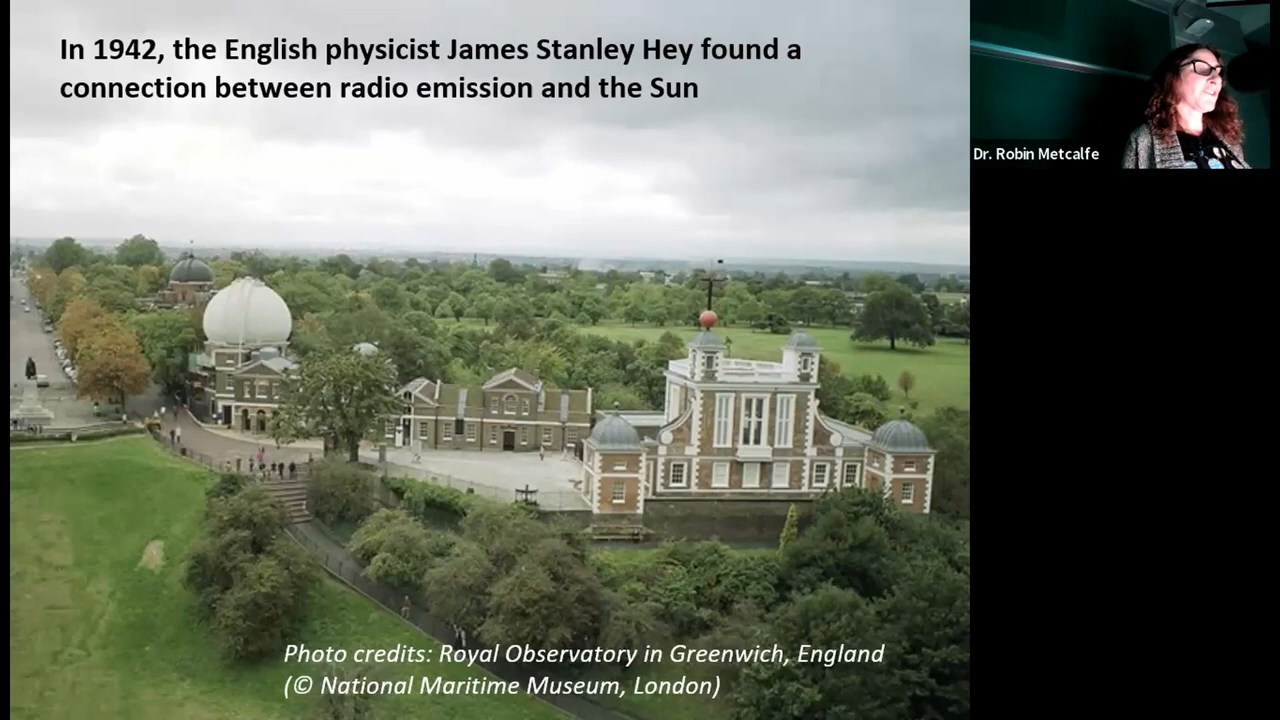 In 1942, the English physicist James Stanley Hey found a
connection between radio emission and the Sun
Dr. Robin Metcalfe
Photo credits: Royal Observatory in Greenwich, England
(© National Maritime Museum, London)